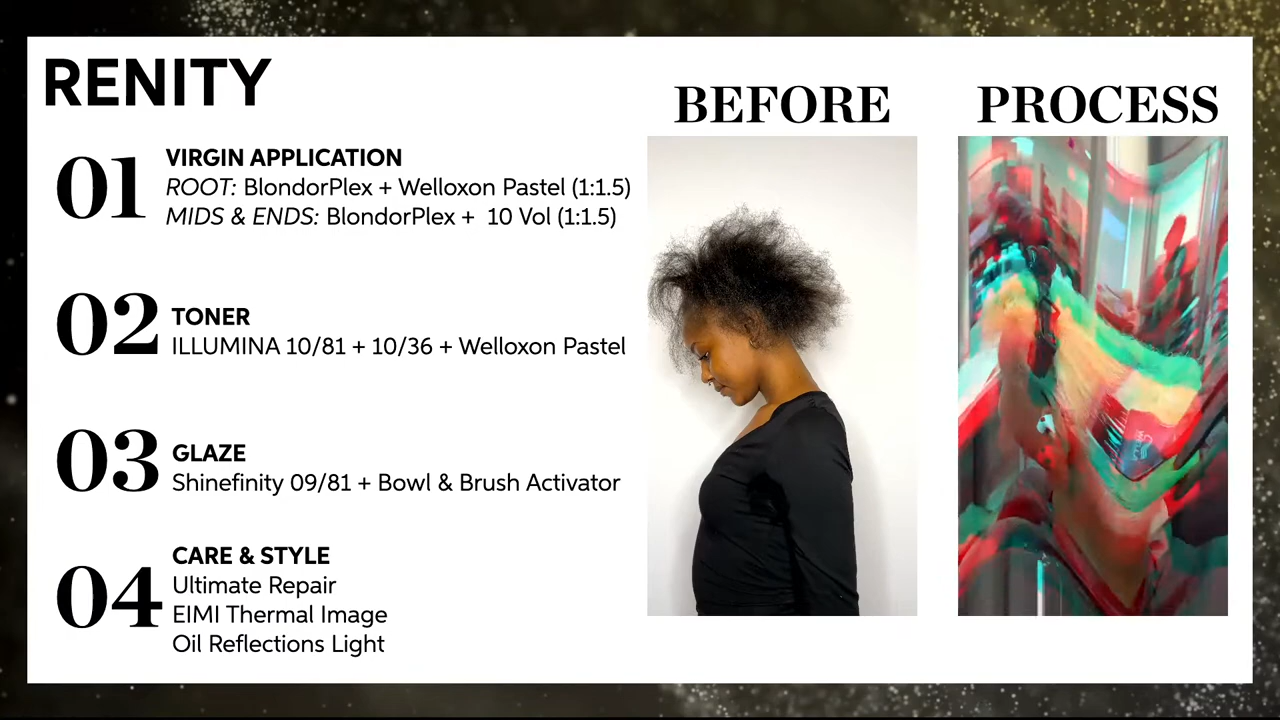 RENITY
BEFORE
PROCESS
01
VIRGIN APPLICATION
ROOT: BlondorPlex + Welloxon Pastel (1:1.5)
MIDS & ENDS: BlondorPlex + 10 Vol (1:1.5)
02
TONER
ILLUMINA 10/81 + 10/36 + Welloxon Pastel
03
GLAZE
Shinefinity 09/81 + Bowl & Brush Activator
04
CARE & STYLE
Ultimate Repair
EIMI Thermal Image
Oil Reflections Light